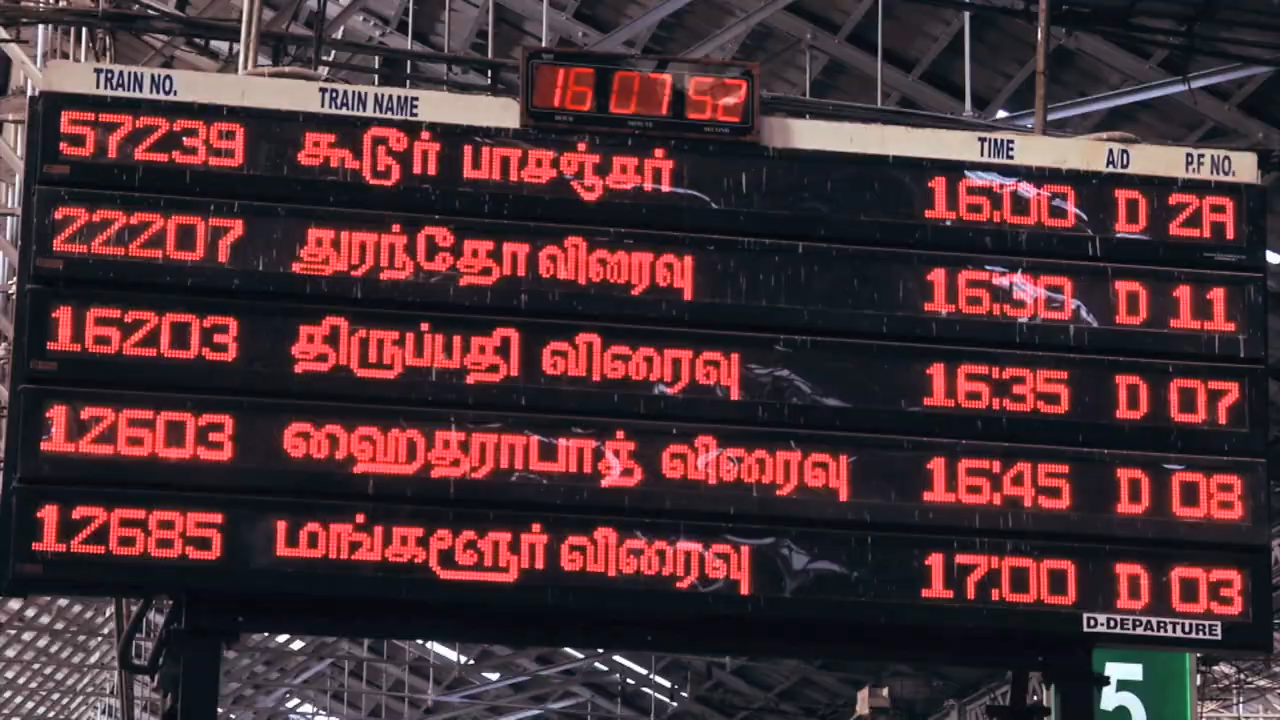 16 07 52
TRAIN NO. TRAIN NAME TIME A/D P.F NO.
57239 கூடூர் பாசஞ்சர் 16:00 D 2A
22207 துரந்தோ விரைவு 16:30 D 11
16203 திருப்பதி விரைவு 16:35 D 07
12603 ஹைதராபாத் விரைவு 16:45 D 08
12685 மங்களூர் விரைவு 17:00 D 03
D-DEPARTURE
5